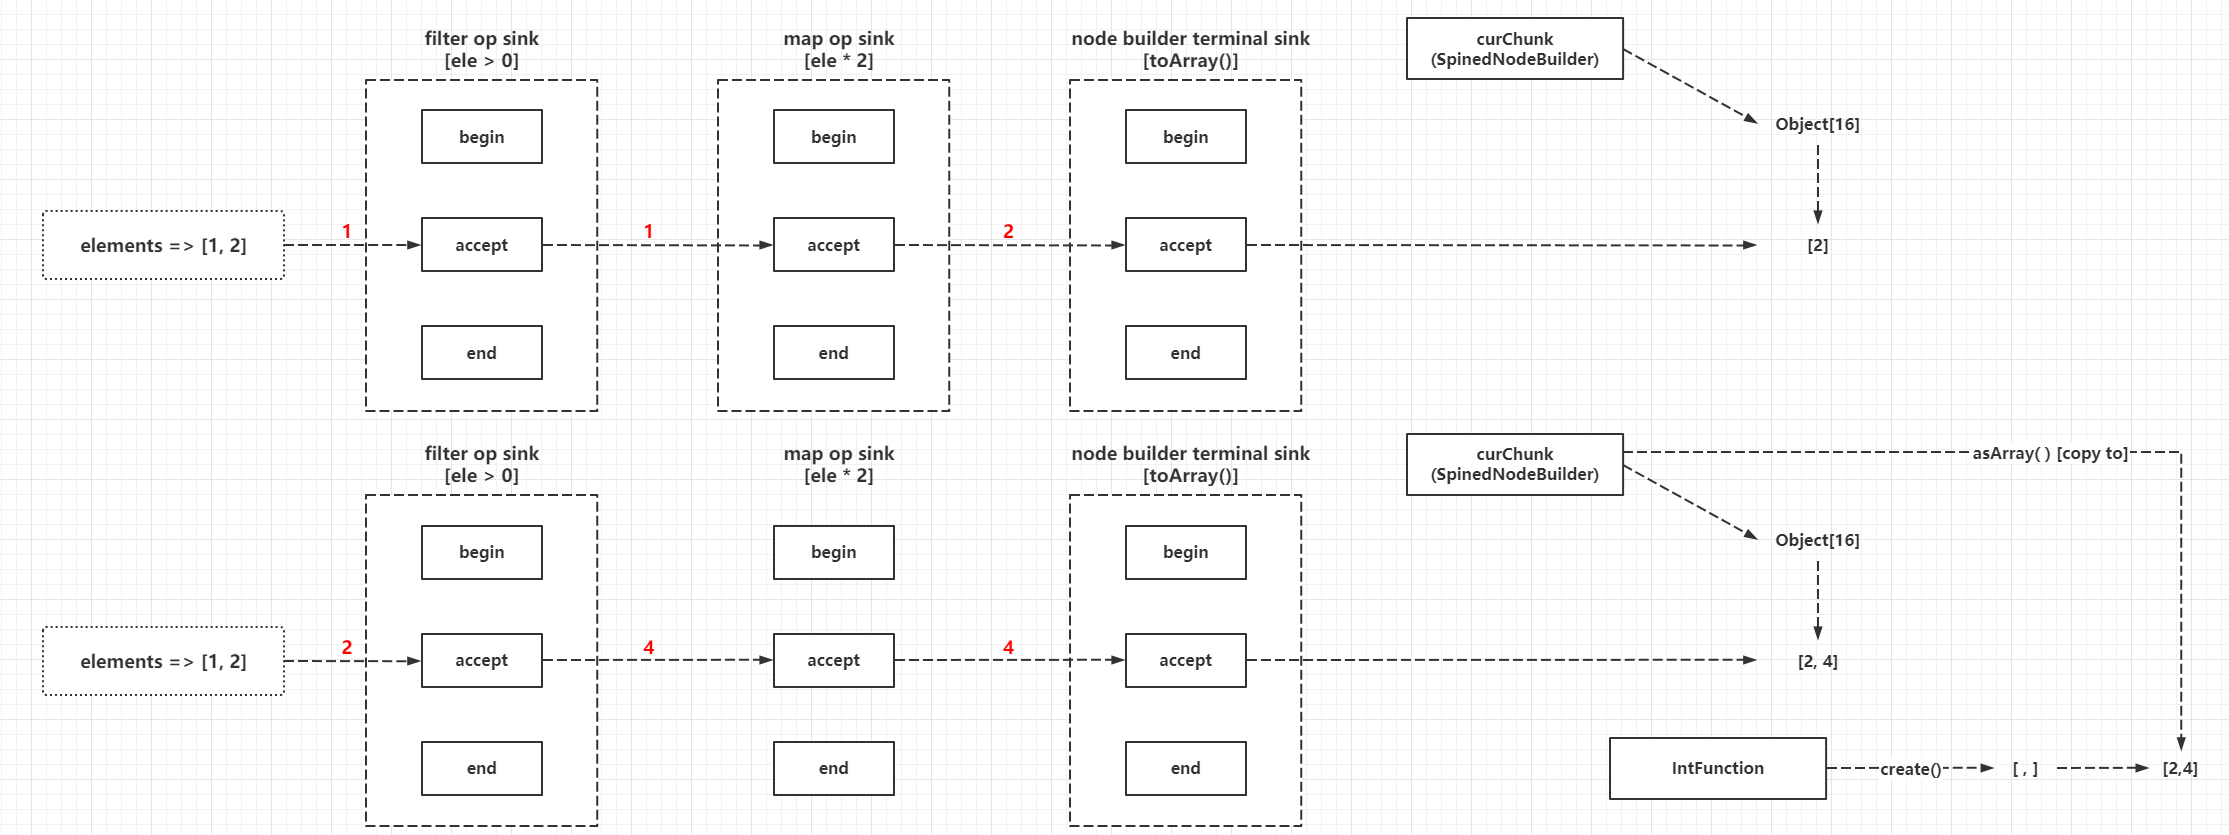 filter op sink
[ele > 0]
map op sink
[ele * 2]
node builder terminal sink
[toArray()]
curChunk
(SpinedNodeBuilder)
begin
begin
begin
Object[16]
elements => [1, 2]
1
accept
1
accept
2
accept
[2]
end
end
end
filter op sink
[ele > 0]
map op sink
[ele * 2]
node builder terminal sink
[toArray()]
curChunk
(SpinedNodeBuilder)
asArray( ) [copy to]
begin
begin
begin
Object[16]
elements => [1, 2]
2
accept
4
accept
4
accept
[2, 4]
end
end
end
IntFunction
create()
[ , ]
[2,4]